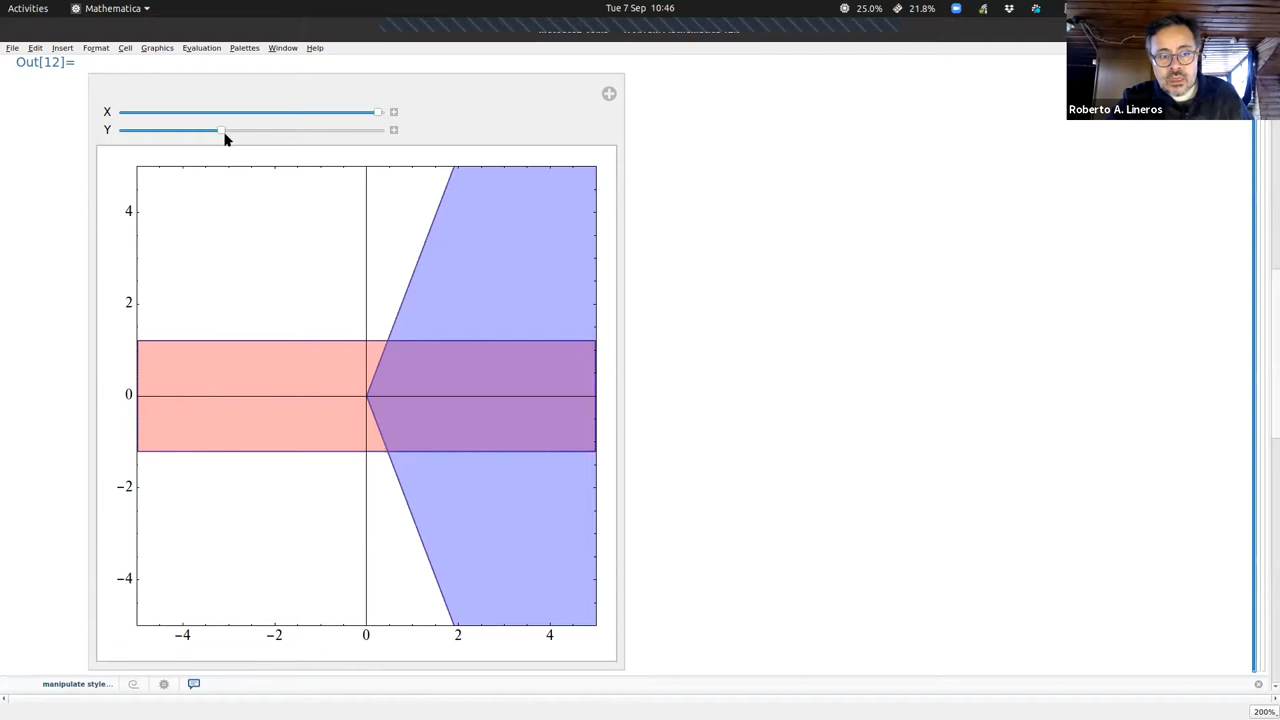 Activities Mathematica Tue 7 Sep 10:46 25.0% 21.8%
File Edit Insert Format Cell Graphics Evaluation Palettes Window Help
Out[12]=
Roberto A. Lineros
X
Y
4
2
0
−2
−4
−4 −2 0 2 4
manipulate style...
200%